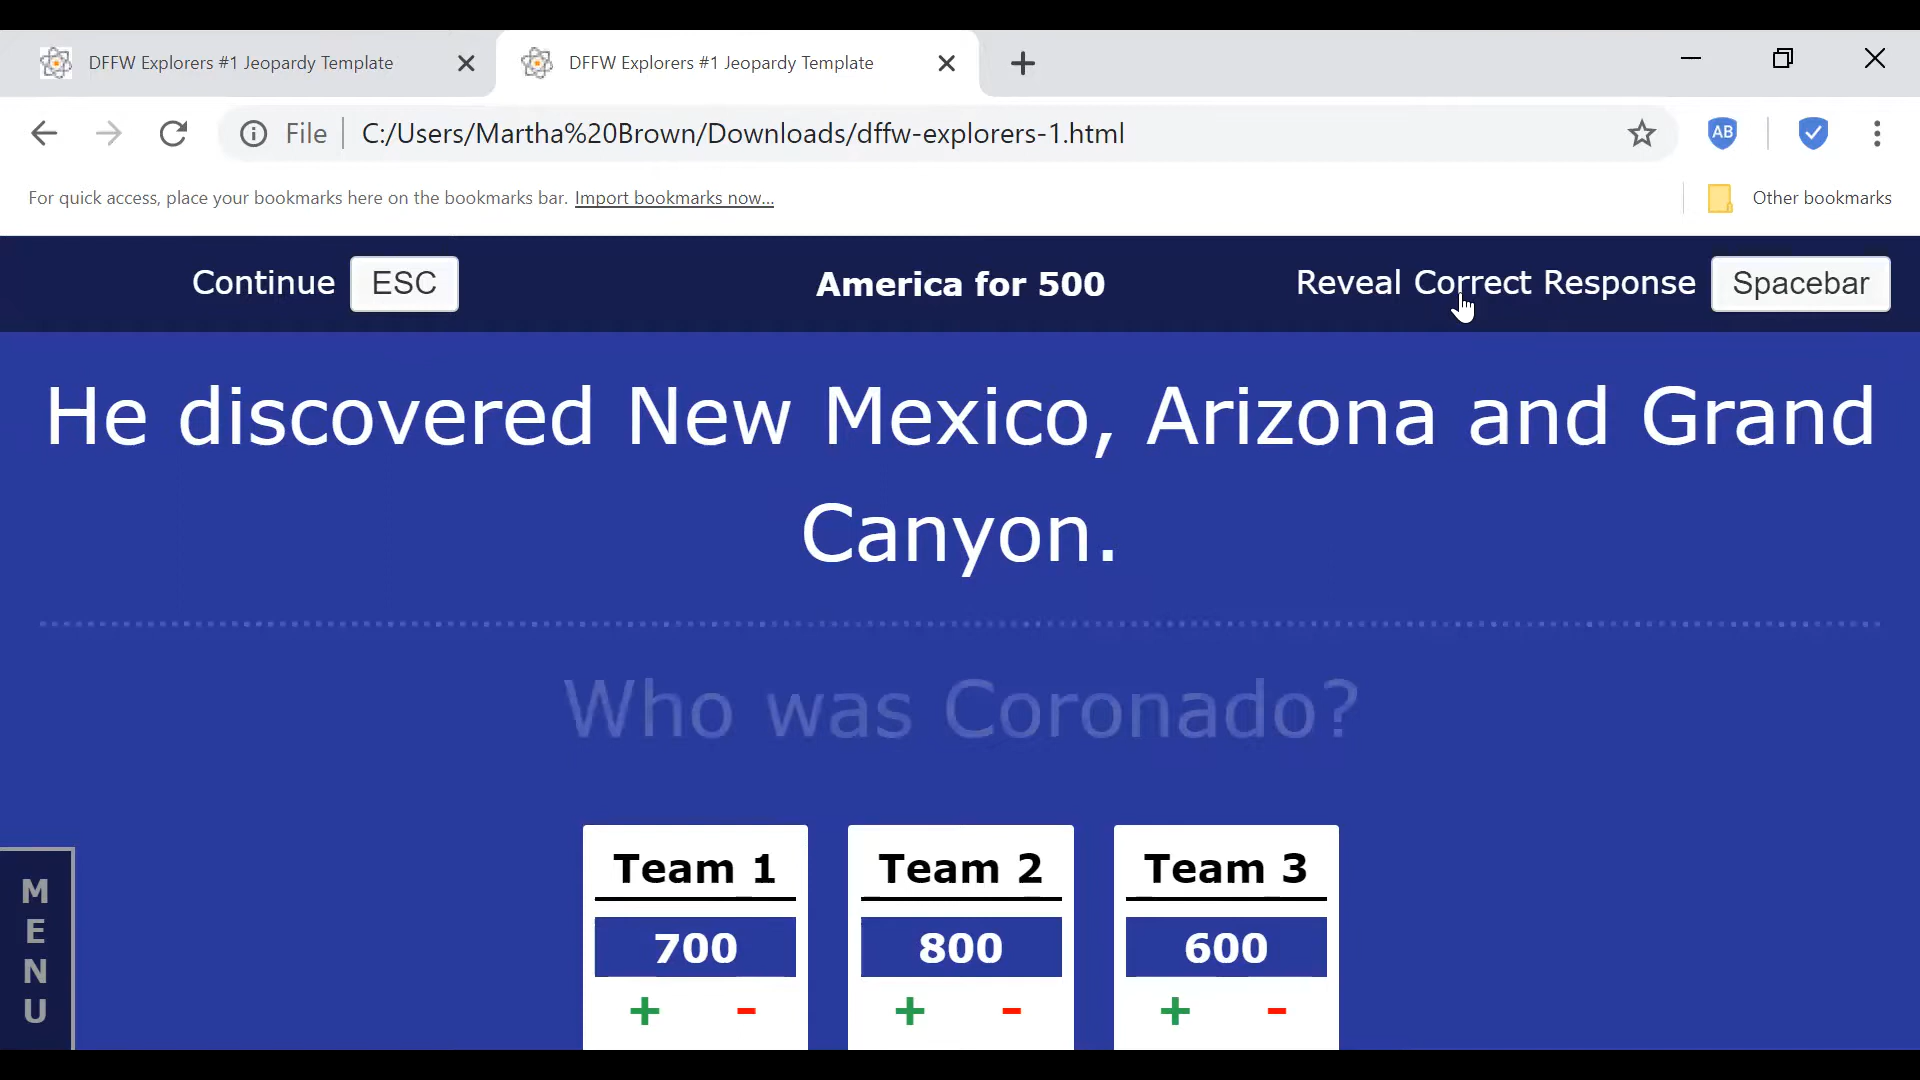 DFFW Explorers #1 Jeopardy Template
DFFW Explorers #1 Jeopardy Template
File
C:/Users/Martha%20Brown/Downloads/dffw-explorers-1.html
AB
For quick access, place your bookmarks here on the bookmarks bar. Import bookmarks now...
Other bookmarks
Continue ESC
America for 500
Reveal Correct Response Spacebar
He discovered New Mexico, Arizona and Grand
Canyon.
Who was Coronado?
Team 1
Team 2
Team 3
700
800
600
+ -
+ -
+ -
MENU